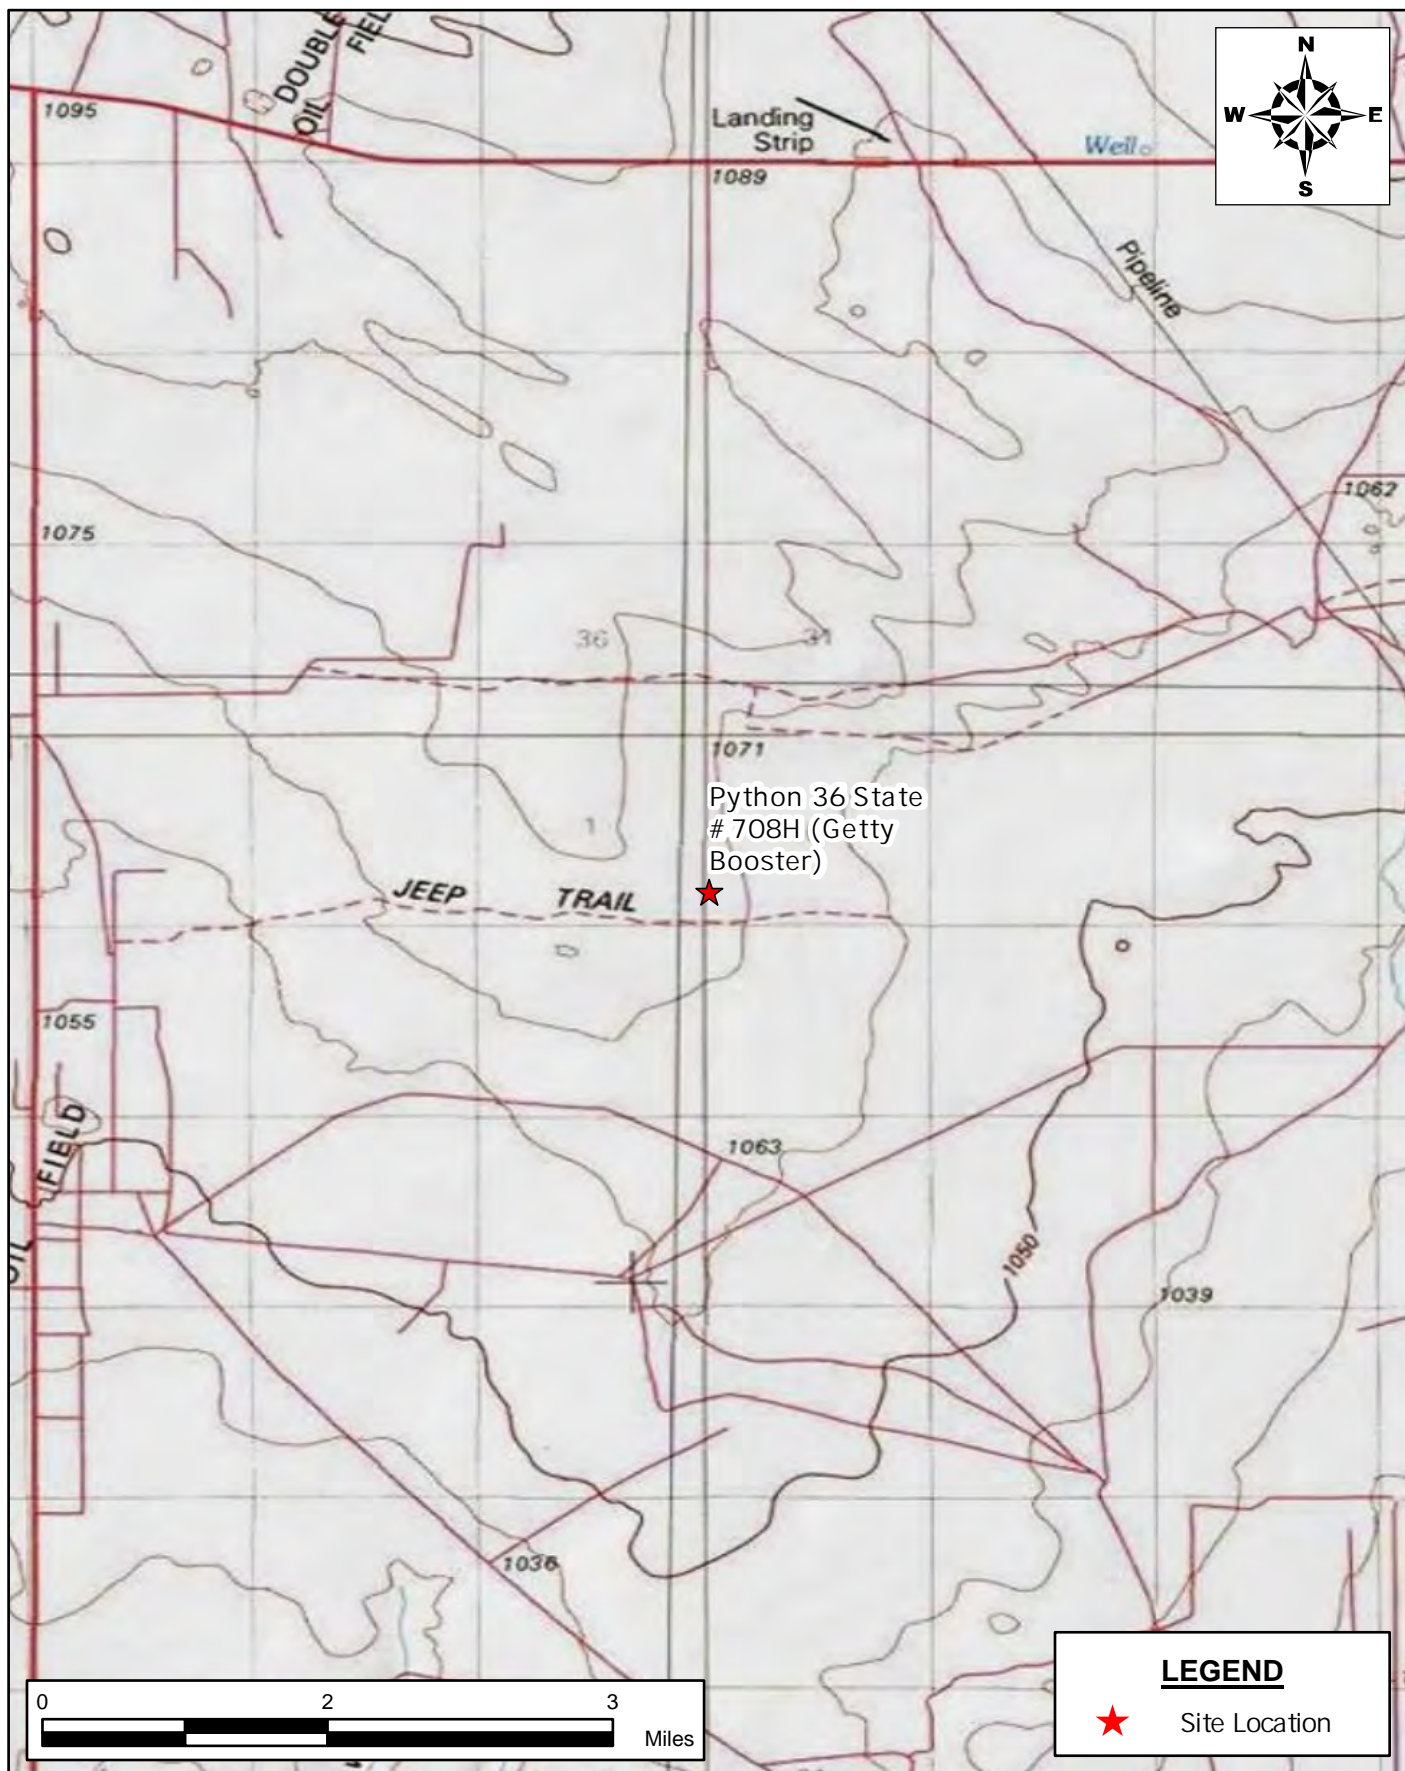 N
W
E
S
DOUBLE
OIL FIEL
1095
Landing
Strip
1089
Well
Pipeline
1062
1075
36
31
1071
Python 36 State
#708H (Getty
Booster)
1
JEEP TRAIL
1055
OIL FIELD
1063
1050
1039
1036
0 2 3
Miles
LEGEND
Site Location